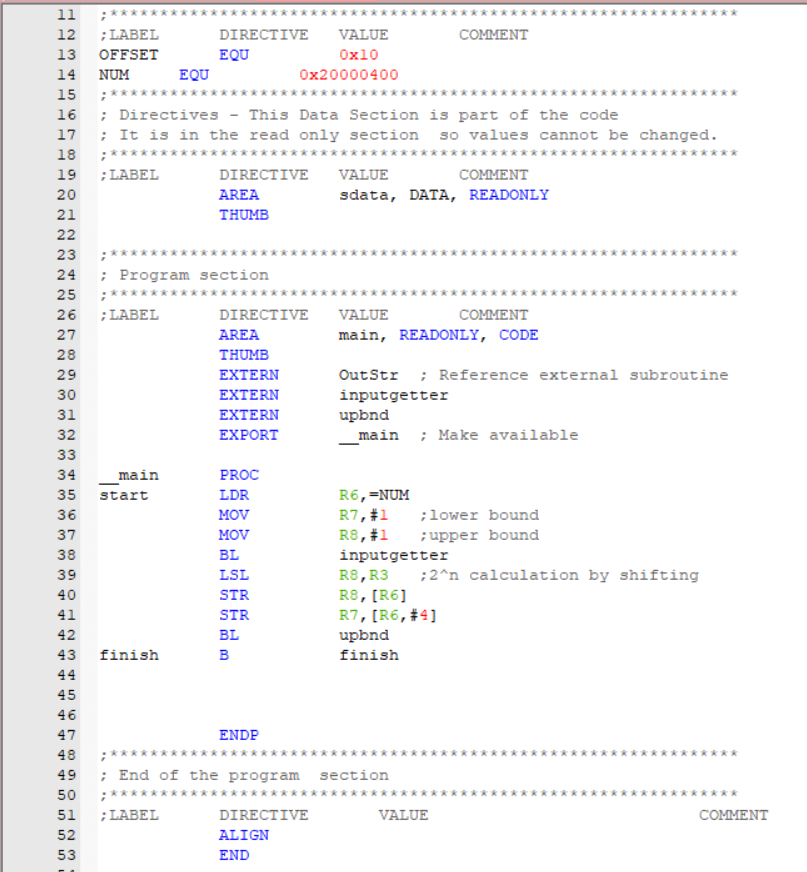 11 ;***************************************************************
12 ;LABEL      DIRECTIVE   VALUE       COMMENT
13 OFFSET      EQU         0x10
14 NUM     EQU         0x20000400
15 ;***************************************************************
16 ; Directives - This Data Section is part of the code
17 ; It is in the read only section  so values cannot be changed.
18 ;***************************************************************
19 ;LABEL      DIRECTIVE   VALUE       COMMENT
20             AREA        sdata, DATA, READONLY
21             THUMB
22
23 ;***************************************************************
24 ; Program section
25 ;***************************************************************
26 ;LABEL      DIRECTIVE   VALUE       COMMENT
27             AREA        main, READONLY, CODE
28             THUMB
29             EXTERN      OutStr  ; Reference external subroutine
30             EXTERN      inputgetter
31             EXTERN      upbnd
32             EXPORT      __main  ; Make available
33
34 __main      PROC
35 start       LDR         R6,=NUM
36             MOV         R7,#1   ;lower bound
37             MOV         R8,#1   ;upper bound
38             BL          inputgetter
39             LSL         R8,R3   ;2^n calculation by shifting
40             STR         R8,[R6]
41             STR         R7,[R6,#4]
42             BL          upbnd
43 finish      B           finish
44
45
46
47             ENDP
48 ;***************************************************************
49 ; End of the program  section
50 ;***************************************************************
51 ;LABEL      DIRECTIVE       VALUE                           COMMENT
52             ALIGN
53             END